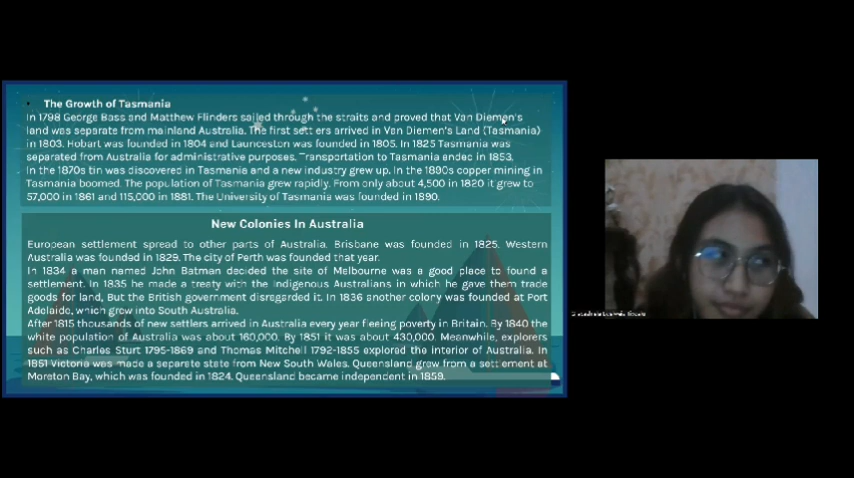 The Growth of Tasmania
In 1798 George Bass and Matthew Flinders sailed through the straits and proved that Van Diemen's
land was separate from mainland Australia. The first settlers arrived in Van Diemen's Land (Tasmania)
in 1803. Hobart was founded in 1804 and Launceston was founded in 1805. In 1825 Tasmania was
separated from Australia for administrative purposes. Transportation to Tasmania ended in 1853.
In the 1870s tin was discovered in Tasmania and a new industry grew up. In the 1890s copper mining in
Tasmania boomed. The population of Tasmania grew rapidly. From only about 4,500 in 1820 it grew to
57,000 in 1861 and 115,000 in 1881. The University of Tasmania was founded in 1890.
New Colonies In Australia
European settlement spread to other parts of Australia. Brisbane was founded in 1825. Western
Australia was founded in 1829. The city of Perth was founded that year.
In 1834 a man named John Batman decided the site of Melbourne was a good place to found a
settlement. In 1835 he made a treaty with the Indigenous Australians in which he gave them trade
goods for land, But the British government disregarded it. In 1836 another colony was founded at Port
Adelaide, which grew into South Australia.
After 1815 thousands of new settlers arrived in Australia every year fleeing poverty in Britain. By 1840 the
white population of Australia was about 160,000. By 1851 it was about 430,000. Meanwhile, explorers
such as Charles Sturt 1795-1869 and Thomas Mitchell 1792-1855 explored the interior of Australia. In
1851 Victoria was made a separate state from New South Wales. Queensland grew from a settlement at
Moreton Bay, which was founded in 1824. Queensland became independent in 1859.